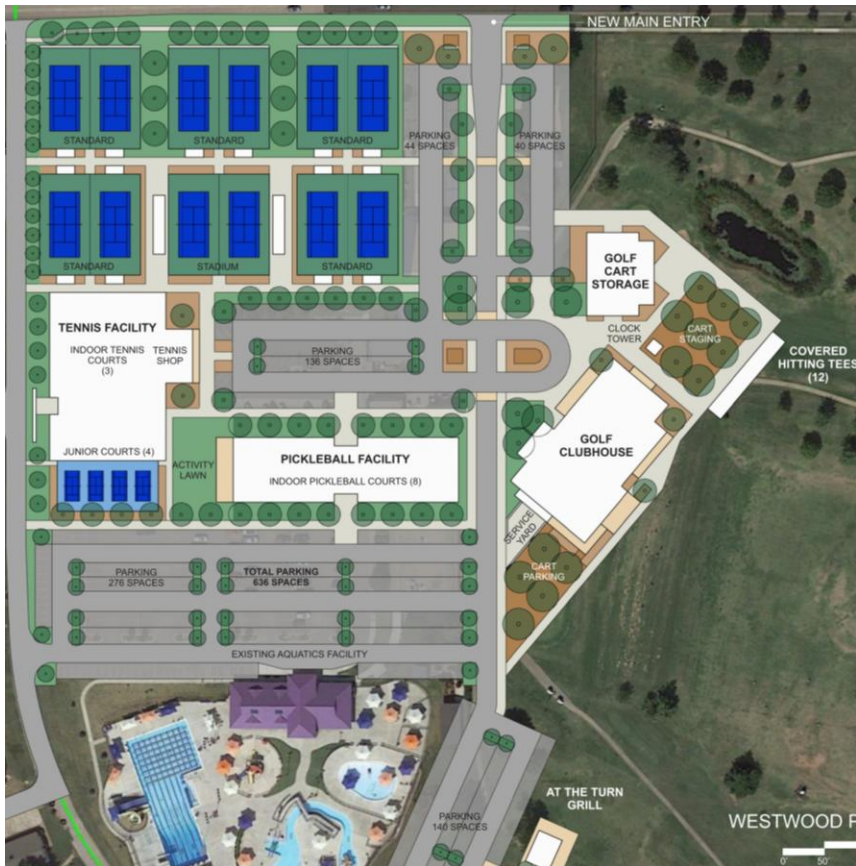 NEW MAIN ENTRY
STANDARD
STANDARD
STANDARD
PARKING
44 SPACES
PARKING
40 SPACES
STANDARD
STADIUM
STANDARD
GOLF
CART
STORAGE
TENNIS FACILITY
INDOOR TENNIS
COURTS
(3)
TENNIS
SHOP
PARKING
136 SPACES
CLOCK
TOWER
CART
STAGING
COVERED
HITTING TEES
(12)
JUNIOR COURTS (4)
ACTIVITY
LAWN
PICKLEBALL FACILITY
INDOOR PICKLEBALL COURTS (8)
GOLF
CLUBHOUSE
SERVICE
YARD
CART
PARKING
PARKING
276 SPACES
TOTAL PARKING
636 SPACES
EXISTING AQUATICS FACILITY
AT THE TURN
GRILL
PARKING
140 SPACES
WESTWOOD
0'
50'